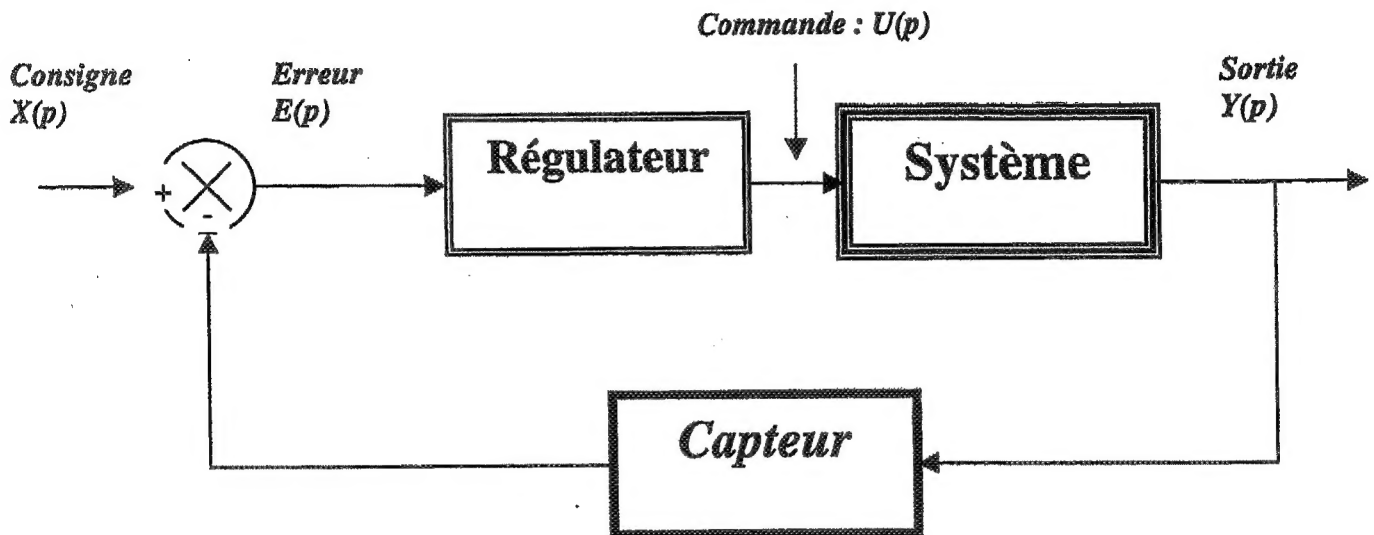 Commande : U(p)
Consigne
X(p)
Erreur
E(p)
Sortie
Y(p)
Régulateur
Système
+
-
Capteur